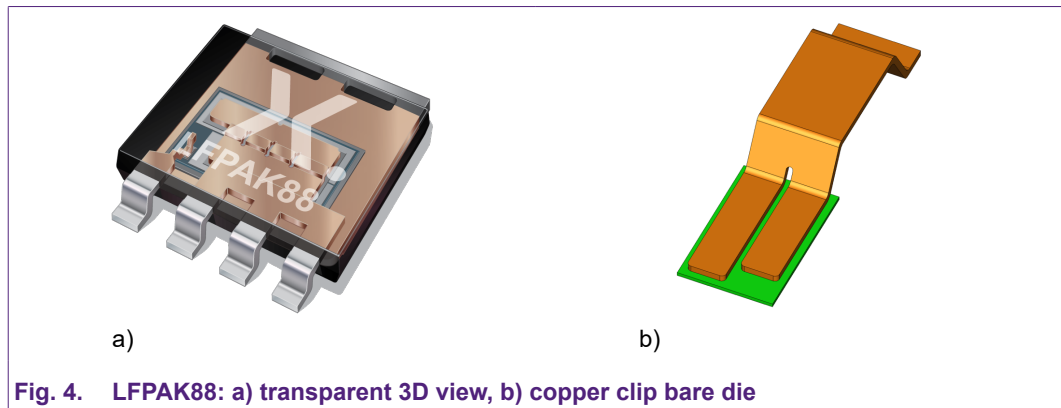 LFPAK88
a)
b)
Fig. 4. LFPAK88: a) transparent 3D view, b) copper clip bare die